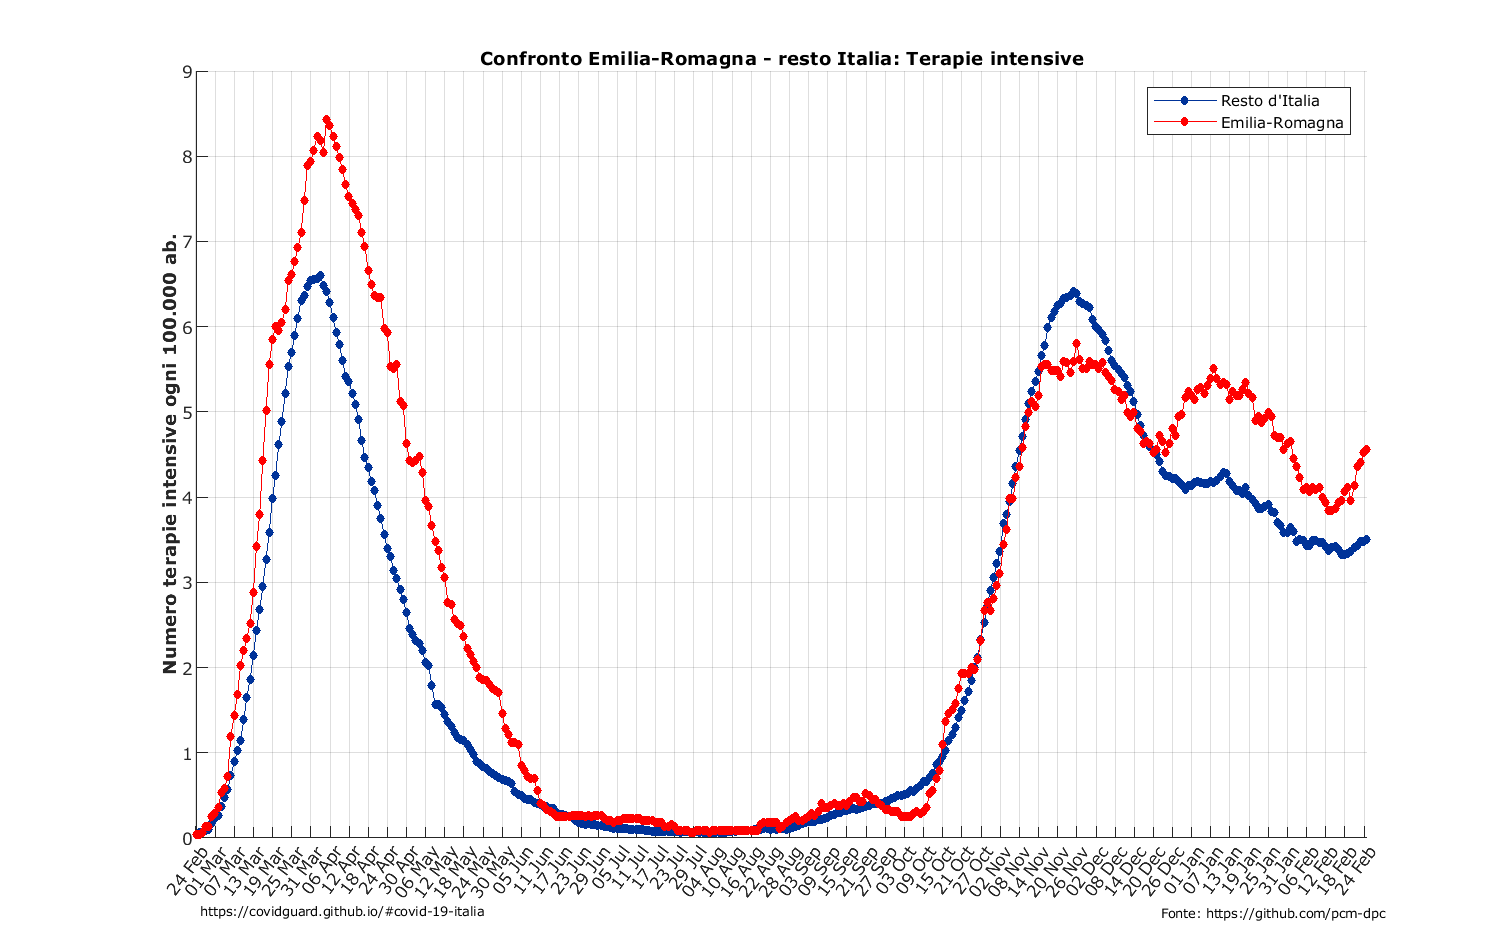 Confronto Emilia-Romagna - resto Italia: Terapie intensive
Resto d'Italia
Emilia-Romagna
Numero terapie intensive ogni 100.000 ab.
9
8
7
6
5
4
3
2
1
0
24 Feb
01 Mar
07 Mar
13 Mar
19 Mar
25 Mar
31 Mar
06 Apr
12 Apr
18 Apr
24 Apr
30 Apr
06 May
12 May
18 May
24 May
30 May
05 Jun
11 Jun
17 Jun
23 Jun
29 Jun
05 Jul
11 Jul
17 Jul
23 Jul
29 Jul
04 Aug
10 Aug
16 Aug
22 Aug
28 Aug
03 Sep
09 Sep
15 Sep
21 Sep
27 Sep
03 Oct
09 Oct
15 Oct
21 Oct
27 Oct
02 Nov
08 Nov
14 Nov
20 Nov
26 Nov
02 Dec
08 Dec
14 Dec
20 Dec
26 Dec
01 Jan
07 Jan
13 Jan
19 Jan
25 Jan
31 Jan
06 Feb
12 Feb
18 Feb
24 Feb
https://covidguard.github.io/#covid-19-italia
Fonte: https://github.com/pcm-dpc